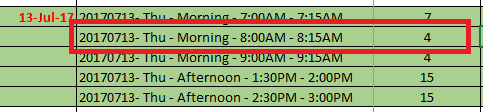 13-Jul-17 20170713- Thu - Morning - 7:00AM - 7:15AM 7
20170713- Thu - Morning - 8:00AM - 8:15AM 4
20170713- Thu - Morning - 9:00AM - 9:15AM 4
20170713- Thu - Afternoon - 1:30PM - 2:00PM 15
20170713- Thu - Afternoon - 2:30PM - 3:00PM 15